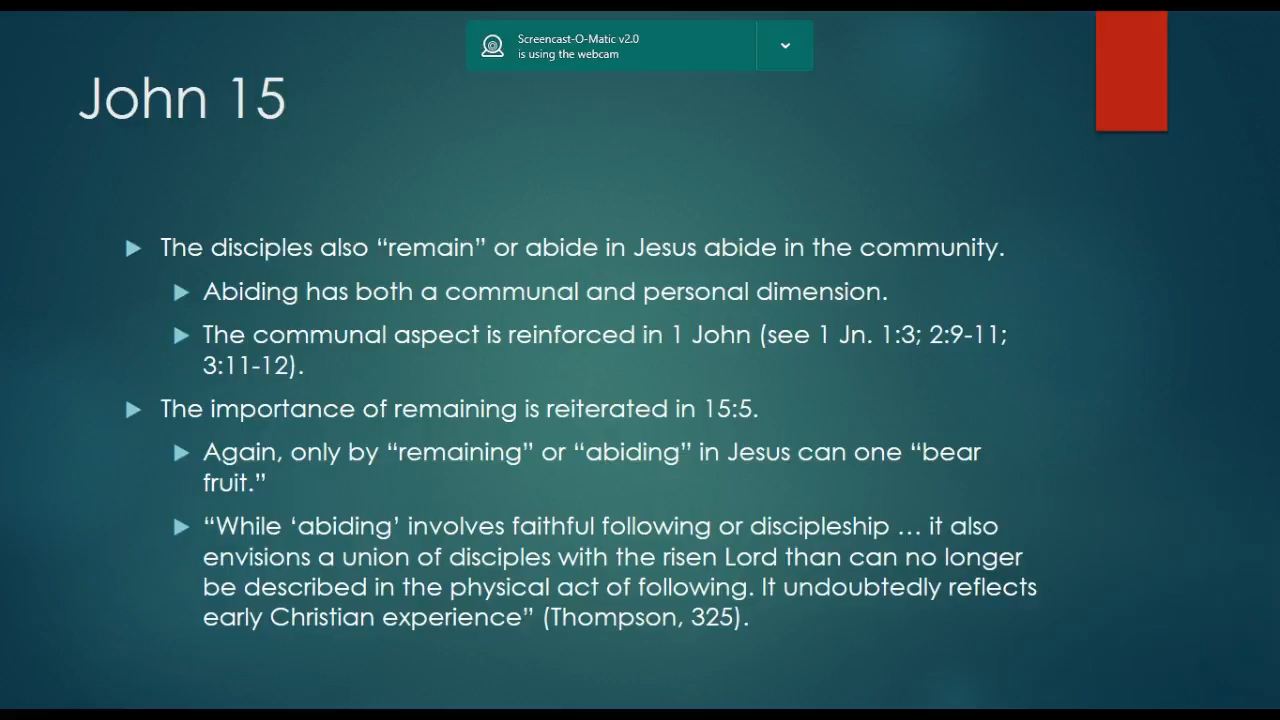 Screencast-O-Matic v2.0
is using the webcam
John 15
The disciples also “remain” or abide in Jesus abide in the community.
Abiding has both a communal and personal dimension.
The communal aspect is reinforced in 1 John (see 1 Jn. 1:3; 2:9-11;
3:11-12).
The importance of remaining is reiterated in 15:5.
Again, only by “remaining” or “abiding” in Jesus can one “bear
fruit.”
“While ‘abiding’ involves faithful following or discipleship … it also
envisions a union of disciples with the risen Lord than can no longer
be described in the physical act of following. It undoubtedly reflects
early Christian experience” (Thompson, 325).